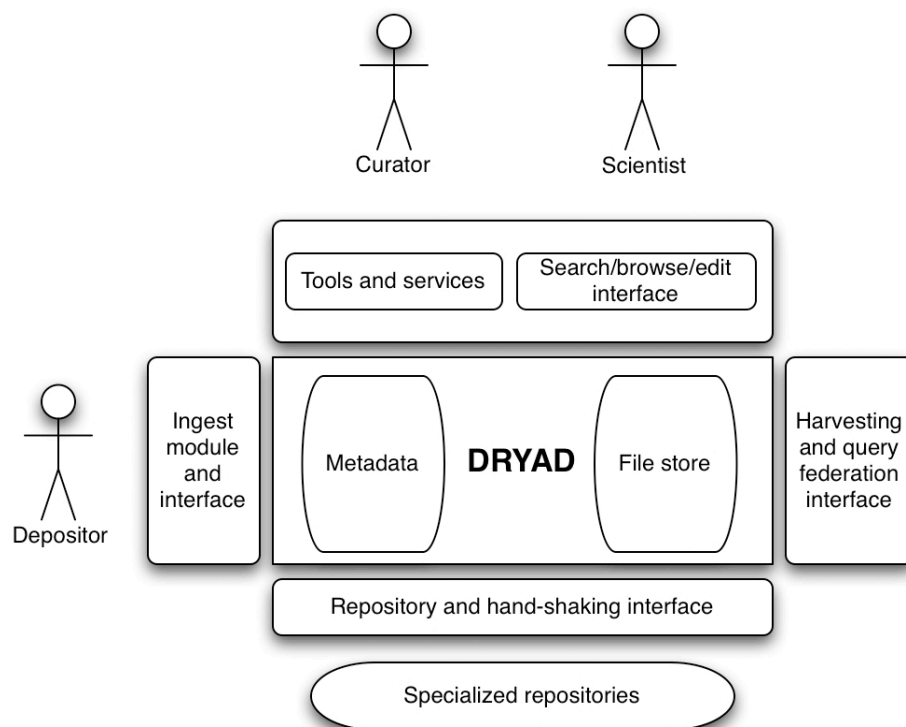 Curator
Scientist
Tools and services
Search/browse/edit
interface
Depositor
Ingest
module
and
interface
Metadata
DRYAD
File store
Harvesting
and query
federation
interface
Repository and hand-shaking interface
Specialized repositories